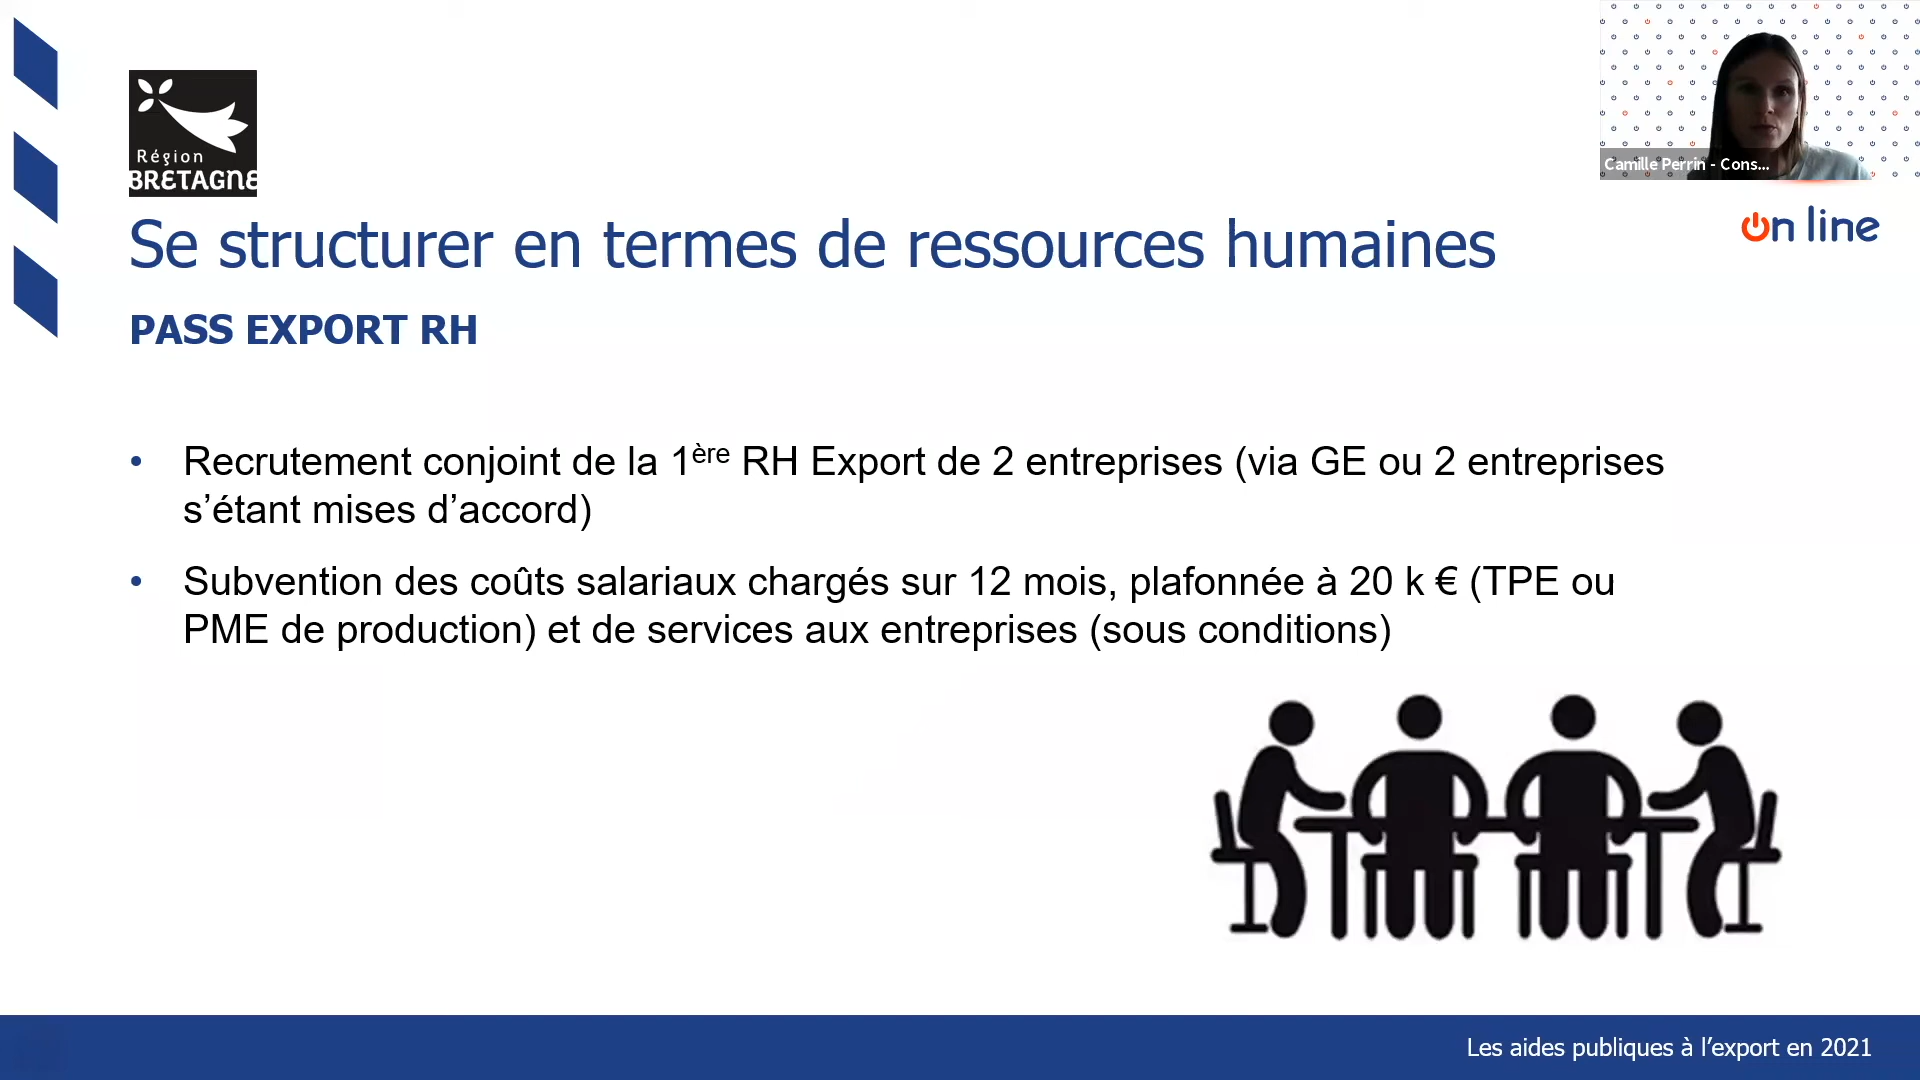 Région
BRETAGNE
Camille Perrin - Cons...
on line
Se structurer en termes de ressources humaines
PASS EXPORT RH
• Recrutement conjoint de la 1ère RH Export de 2 entreprises (via GE ou 2 entreprises
s’étant mises d’accord)
• Subvention des coûts salariaux chargés sur 12 mois, plafonnée à 20 k € (TPE ou
PME de production) et de services aux entreprises (sous conditions)
Les aides publiques à l’export en 2021